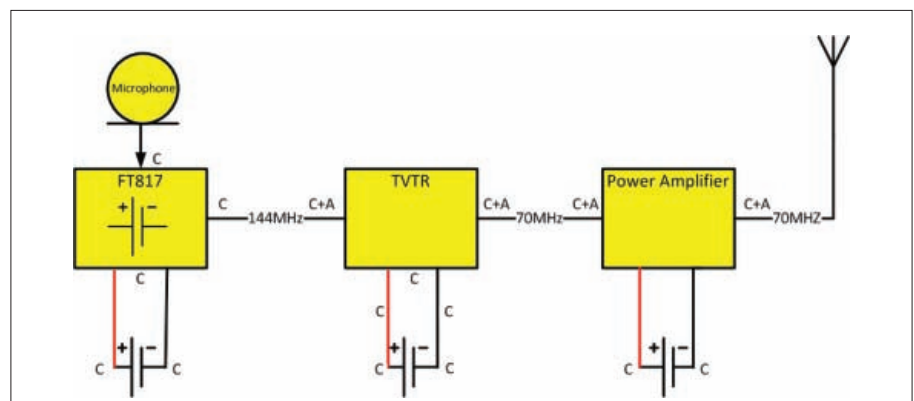 Microphone
C
FT817 TVTR Power Amplifier
+ −
C 144MHz C+A C+A 70MHz C+A C+A 70MHZ
C C
C C
+ − + − + −
C C C C C C